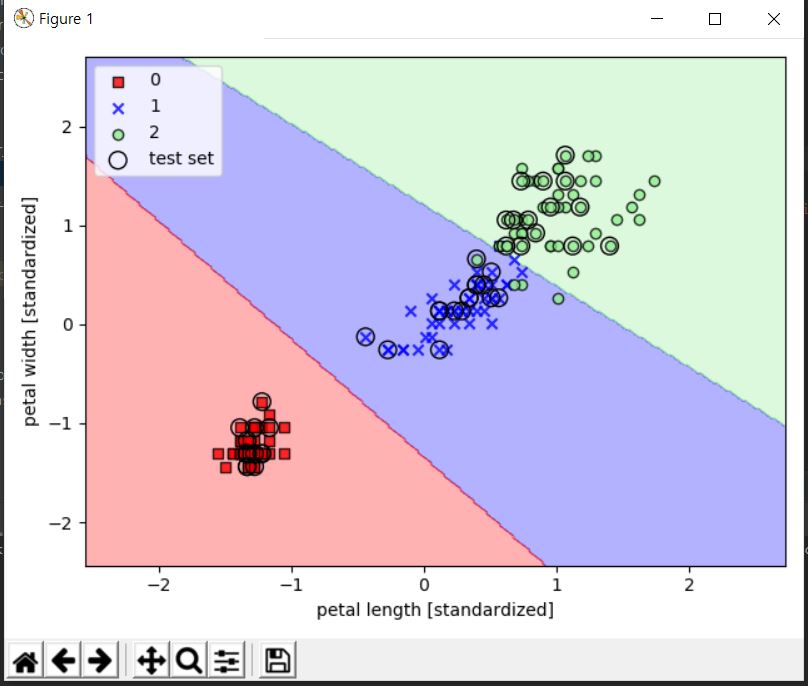 Figure 1
0
1
2
test set
2
1
0
−1
−2
petal width [standardized]
−2 −1 0 1 2
petal length [standardized]